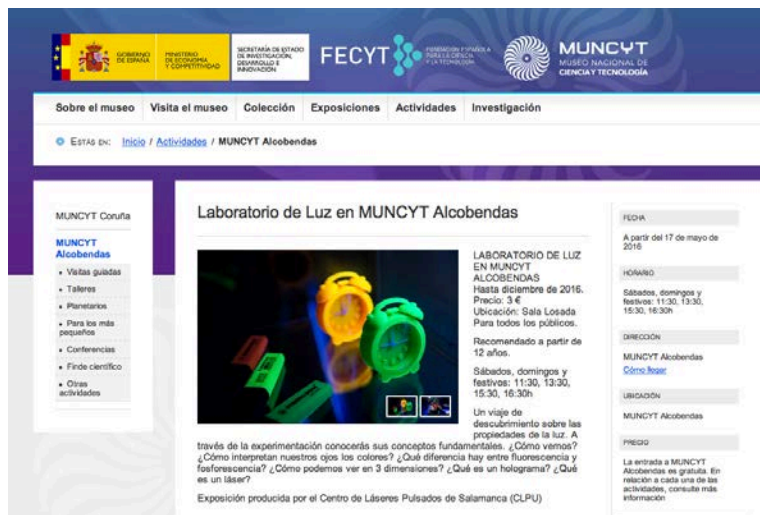 GOBIERNO
DE ESPAÑA
MINISTERIO
DE ECONOMÍA
Y COMPETITIVIDAD
SECRETARÍA DE ESTADO
DE INVESTIGACIÓN,
DESARROLLO E
INNOVACIÓN
FECYT
FUNDACIÓN ESPAÑOLA
PARA LA CIENCIA
Y LA TECNOLOGÍA
MUNCYT
MUSEO NACIONAL DE
CIENCIA Y TECNOLOGÍA
Sobre el museo Visita el museo Colección Exposiciones Actividades Investigación
ESTÁS EN: Inicio / Actividades / MUNCYT Alcobendas
MUNCYT Coruña
MUNCYT
Alcobendas
Visitas guiadas
Talleres
Planetarios
Para los más
pequeños
Conferencias
Finde científico
Otras
actividades
Laboratorio de Luz en MUNCYT Alcobendas
LABORATORIO DE LUZ
EN MUNCYT
ALCOBENDAS
Hasta diciembre de 2016.
Precio: 3 €
Ubicación: Sala Losada
Para todos los públicos.
Recomendado a partir de
12 años.
Sábados, domingos y
festivos: 11:30, 13:30,
15:30, 16:30h
Un viaje de
descubrimiento sobre las
propiedades de la luz. A
través de la experimentación conocerás sus conceptos fundamentales. ¿Cómo vemos?
¿Cómo interpretan nuestros ojos los colores? ¿Qué diferencia hay entre fluorescencia y
fosforescencia? ¿Cómo podemos ver en 3 dimensiones? ¿Qué es un holograma? ¿Qué
es un láser?
Exposición producida por el Centro de Láseres Pulsados de Salamanca (CLPU)
FECHA
A partir del 17 de mayo de
2016
HORARIO
Sábados, domingos y
festivos: 11:30, 13:30,
15:30, 16:30h
DIRECCIÓN
MUNCYT Alcobendas
Cómo llegar
UBICACIÓN
MUNCYT Alcobendas
PRECIO
La entrada a MUNCYT
Alcobendas es gratuita. En
relación a cada una de las
actividades, consulte más
información